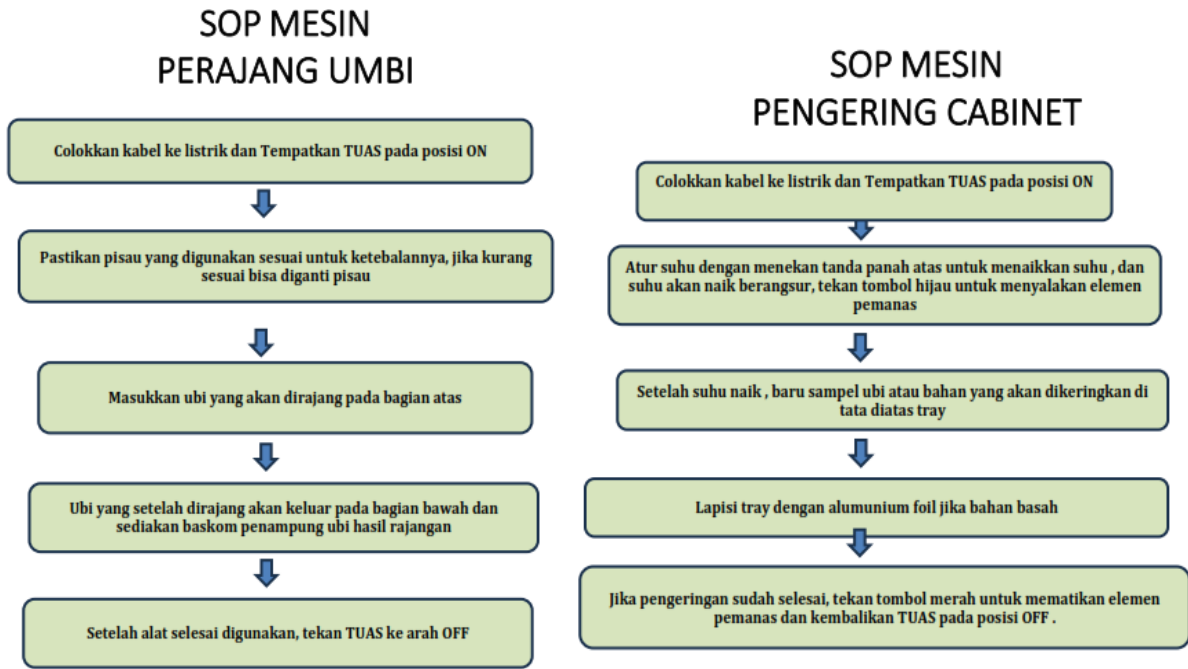 SOP MESIN
PERAJANG UMBI
Colokkan kabel ke listrik dan Tempatkan TUAS pada posisi ON
Pastikan pisau yang digunakan sesuai untuk ketebalannya, jika kurang
sesuai bisa diganti pisau
Masukkan ubi yang akan dirajang pada bagian atas
Ubi yang setelah dirajang akan keluar pada bagian bawah dan
sediakan baskom penampung ubi hasil rajangan
Setelah alat selesai digunakan, tekan TUAS ke arah OFF
SOP MESIN
PENGERING CABINET
Colokkan kabel ke listrik dan Tempatkan TUAS pada posisi ON
Atur suhu dengan menekan tanda panah atas untuk menaikkan suhu , dan
suhu akan naik berangsur, tekan tombol hijau untuk menyalakan elemen
pemanas
Setelah suhu naik , baru sampel ubi atau bahan yang akan dikeringkan di
tata diatas tray
Lapisi tray dengan alumunium foil jika bahan basah
Jika pengeringan sudah selesai, tekan tombol merah untuk mematikan elemen
pemanas dan kembalikan TUAS pada posisi OFF .